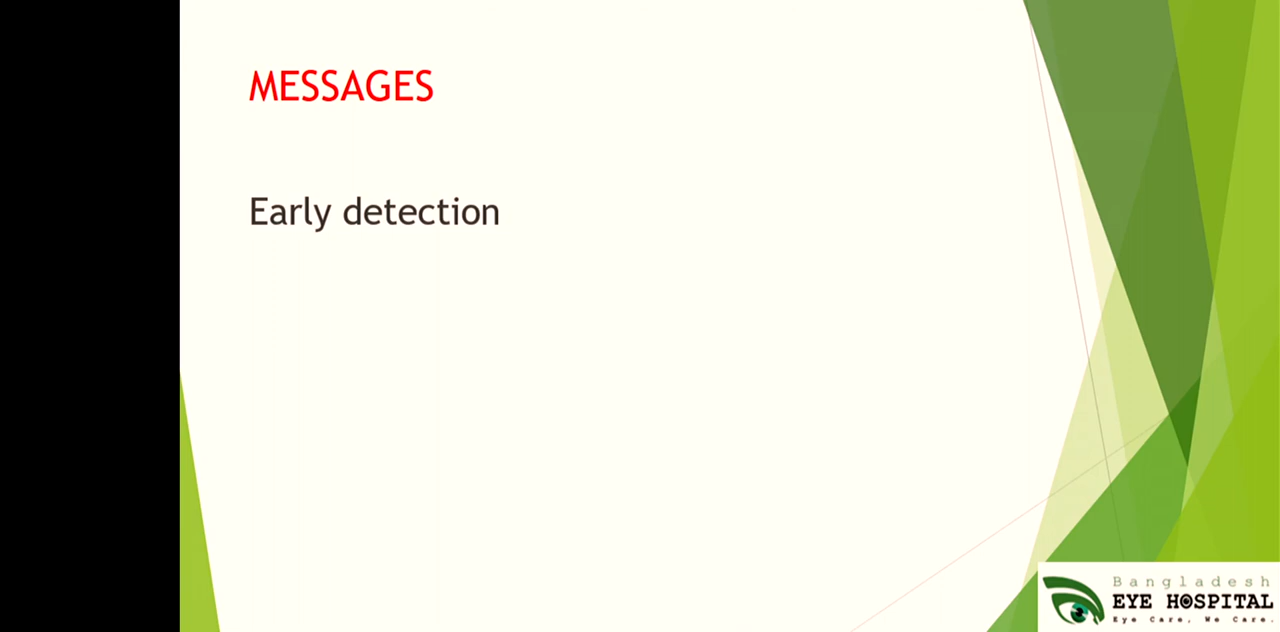 MESSAGES
Early detection
Bangladesh
EYE HOSPITAL
Eye Care, We Care.